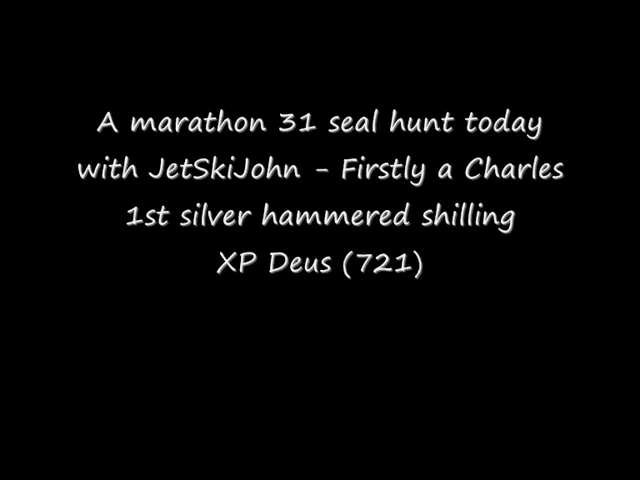 A marathon 31 seal hunt today
with JetSkiJohn - Firstly a Charles
1st silver hammered shilling
XP Deus (721)